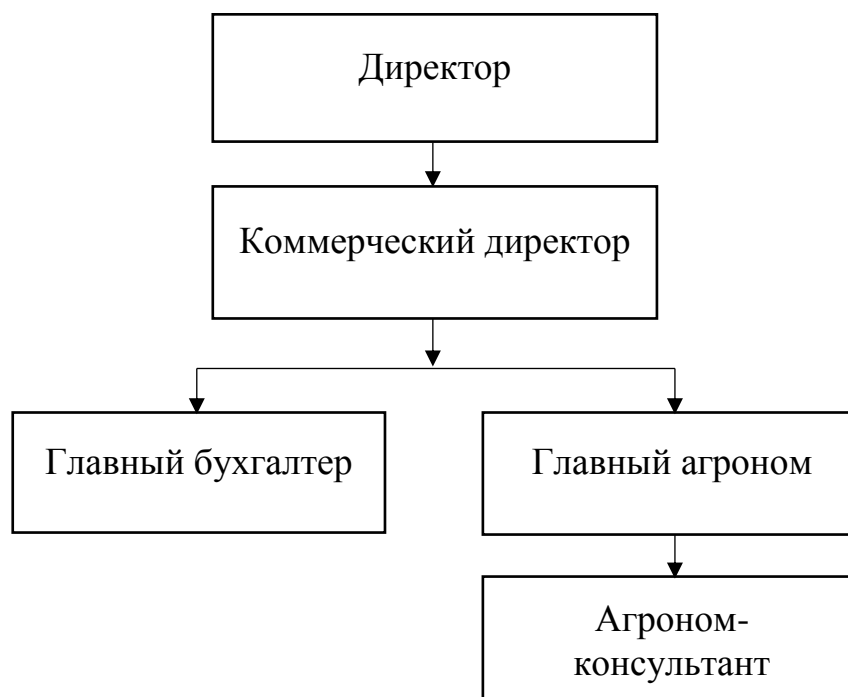 Директор
Коммерческий директор
Главный бухгалтер
Главный агроном
Агроном-
консультант